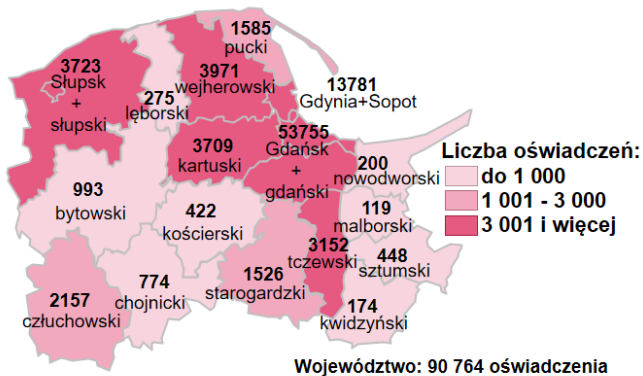 1585
pucki
3723
Słupsk
+
słupski
275
lęborski
3971
wejherowski
13781
Gdynia+Sopot
3709
kartuski
53755
Gdańsk
+
gdański
200
nowodworski
Liczba oświadczeń:
do 1 000
1 001 - 3 000
3 001 i więcej
993
bytowski
422
kościerski
119
malborski
3152
tczewski
448
sztumski
2157
człuchowski
774
chojnicki
1526
starogardzki
174
kwidzyński
Województwo: 90 764 oświadczenia